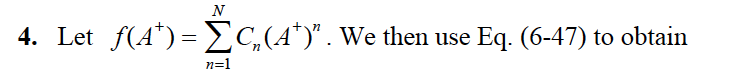 4. Let f(A⁺) = ∑_{n=1}^{N} C_n(A⁺)ⁿ. We then use Eq. (6-47) to obtain